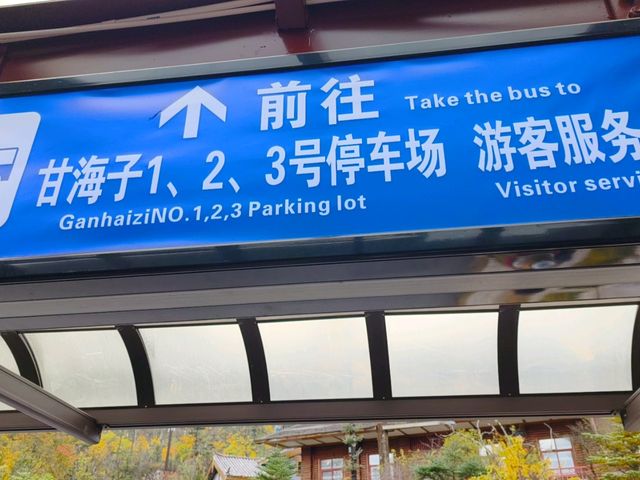 前往 Take the bus to
甘海子1、2、3号停车场 游客服务
GanhaiziNO.1,2,3 Parking lot Visitor servi